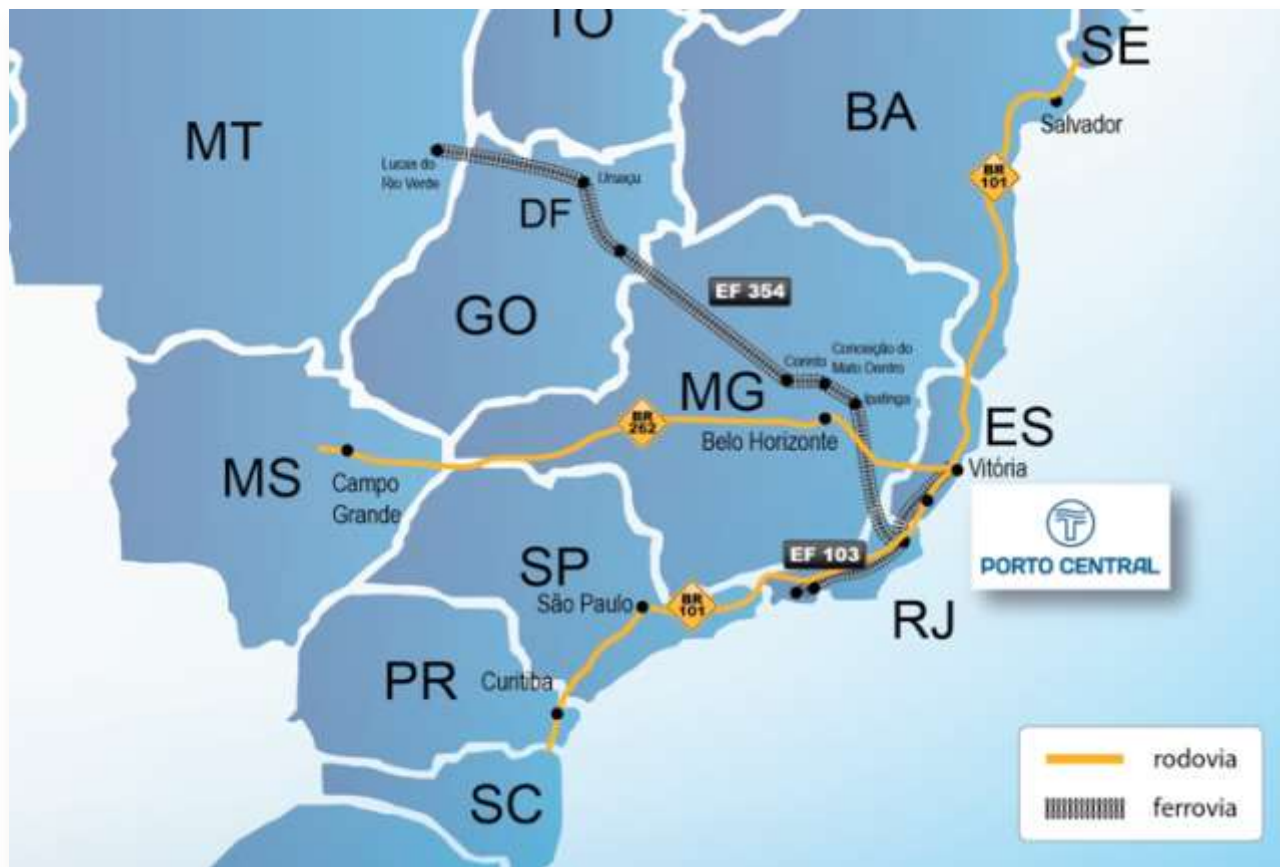 TO
SE
MT
BA
Salvador
Lucas do
Rio Verde
Uruaçu
BR
101
DF
EF 354
GO
Corinto
Conceição do
Mato Dentro
MG
Ipatinga
BR
262
Belo Horizonte
ES
MS
Campo
Grande
Vitória
PORTO CENTRAL
EF 103
SP
São Paulo
BR
101
RJ
PR
Curitiba
SC
rodovia
ferrovia